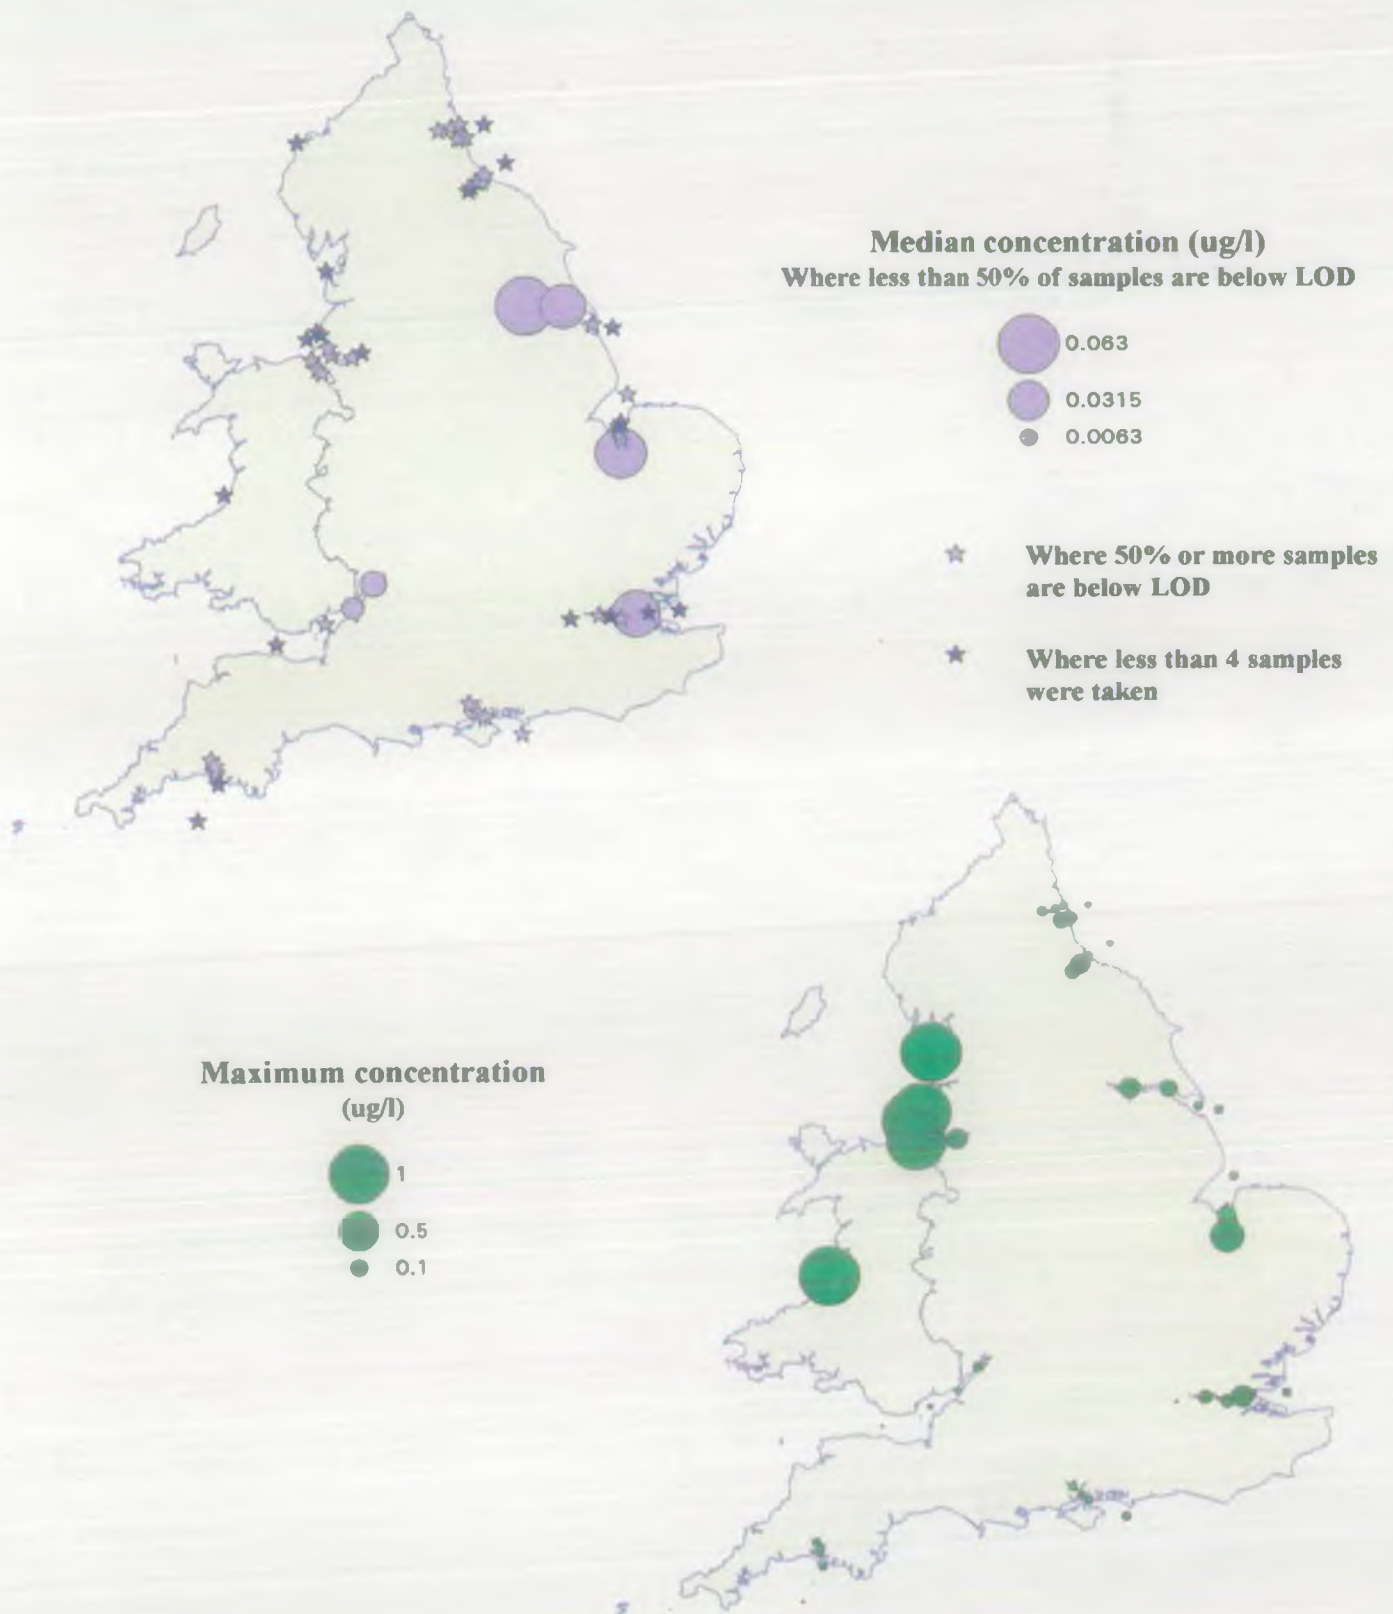 Median concentration (ug/l)
Where less than 50% of samples are below LOD
0.063
0.0315
0.0063
Where 50% or more samples
are below LOD
Where less than 4 samples
were taken
Maximum concentration
(ug/l)
1
0.5
0.1